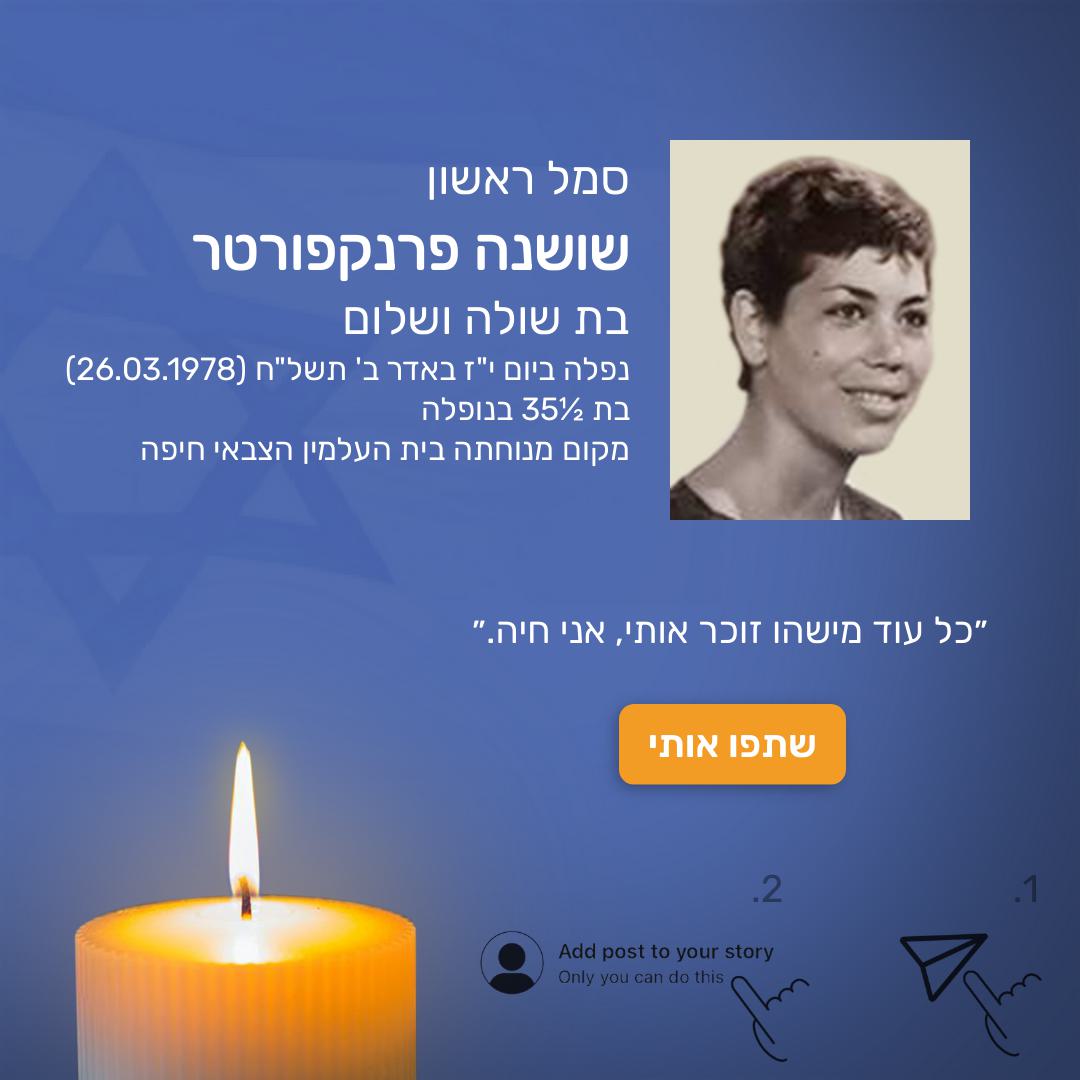 סמל ראשון
שושנה פרנקפורטר
בת שולה ושלום
נפלה ביום י"ז באדר ב' תשל"ח (26.03.1978)
בת 35½ בנופלה
מקום מנוחתה בית העלמין הצבאי חיפה
״כל עוד מישהו זוכר אותי, אני חיה.״
שתפו אותי
1.
2.
Add post to your story
Only you can do this